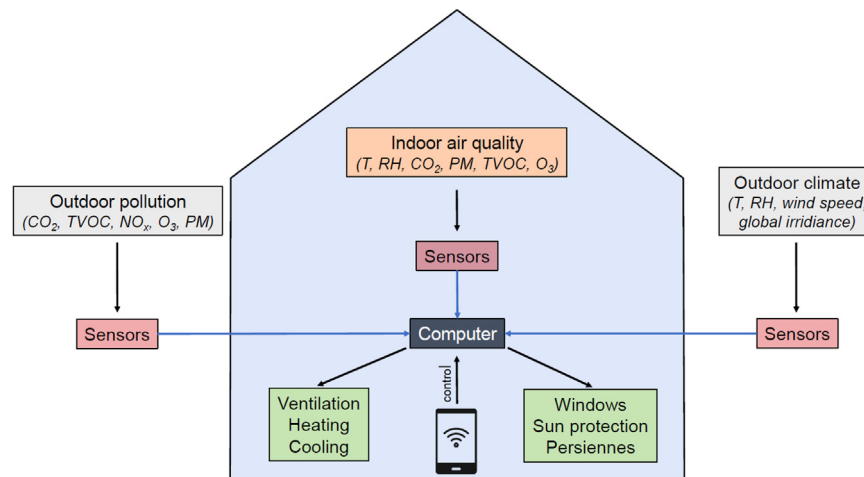 Indoor air quality
(T, RH, CO₂, PM, TVOC, O₃)
Outdoor pollution
(CO₂, TVOC, NOₓ, O₃, PM)
Outdoor climate
(T, RH, wind speed,
global irridiance)
Sensors
Sensors
Computer
Sensors
control
Ventilation
Heating
Cooling
Windows
Sun protection
Persiennes